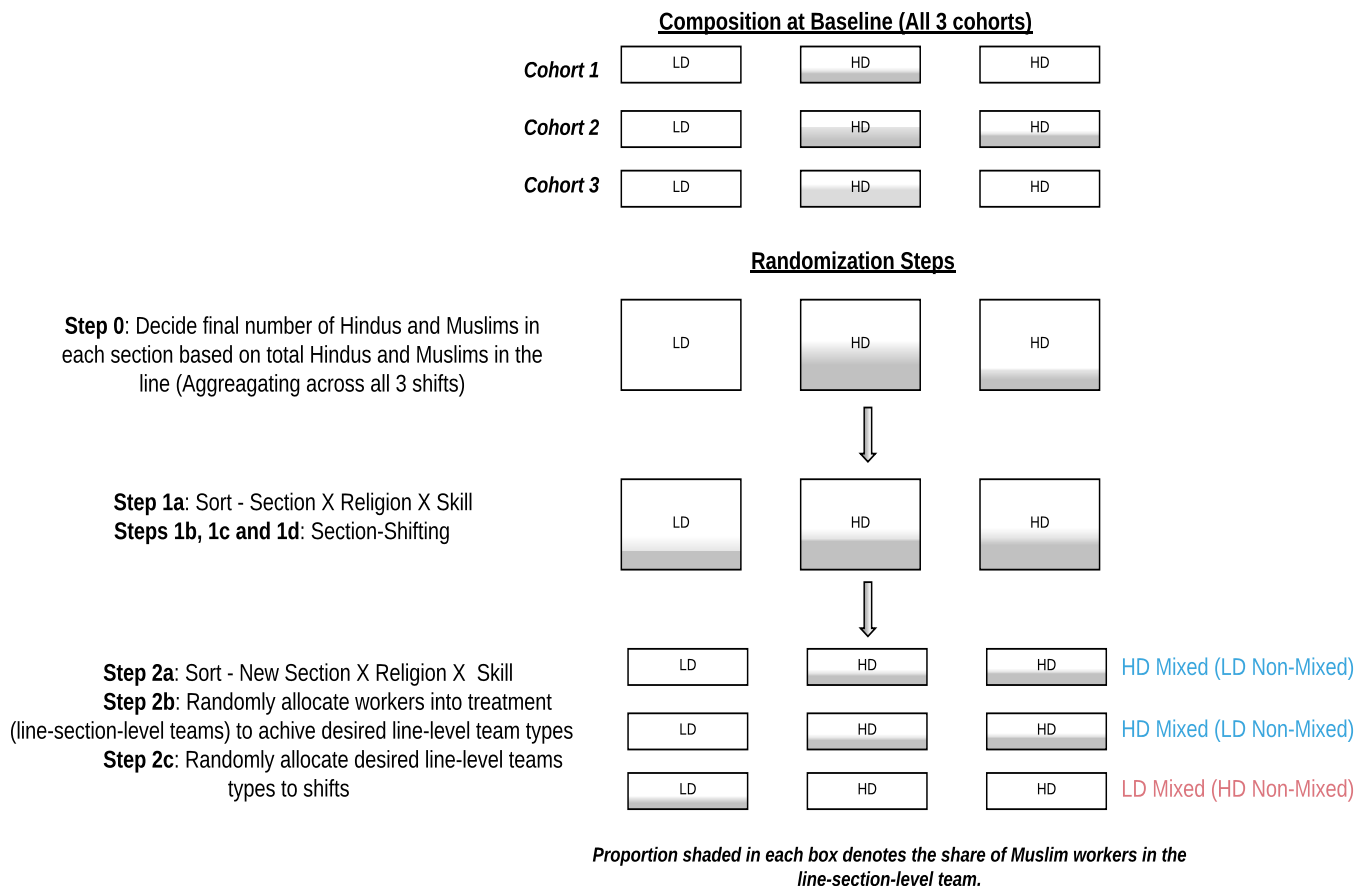 Composition at Baseline (All 3 cohorts)
Cohort 1
LD
HD
HD
Cohort 2
LD
HD
HD
Cohort 3
LD
HD
HD
Randomization Steps
Step 0: Decide final number of Hindus and Muslims in
each section based on total Hindus and Muslims in the
line (Aggreagating across all 3 shifts)
LD
HD
HD
Step 1a: Sort - Section X Religion X Skill
Steps 1b, 1c and 1d: Section-Shifting
LD
HD
HD
Step 2a: Sort - New Section X Religion X  Skill
Step 2b: Randomly allocate workers into treatment
(line-section-level teams) to achive desired line-level team types
Step 2c: Randomly allocate desired line-level teams
types to shifts
LD
HD
HD
HD Mixed (LD Non-Mixed)
LD
HD
HD
HD Mixed (LD Non-Mixed)
LD
HD
HD
LD Mixed (HD Non-Mixed)
Proportion shaded in each box denotes the share of Muslim workers in the
line-section-level team.